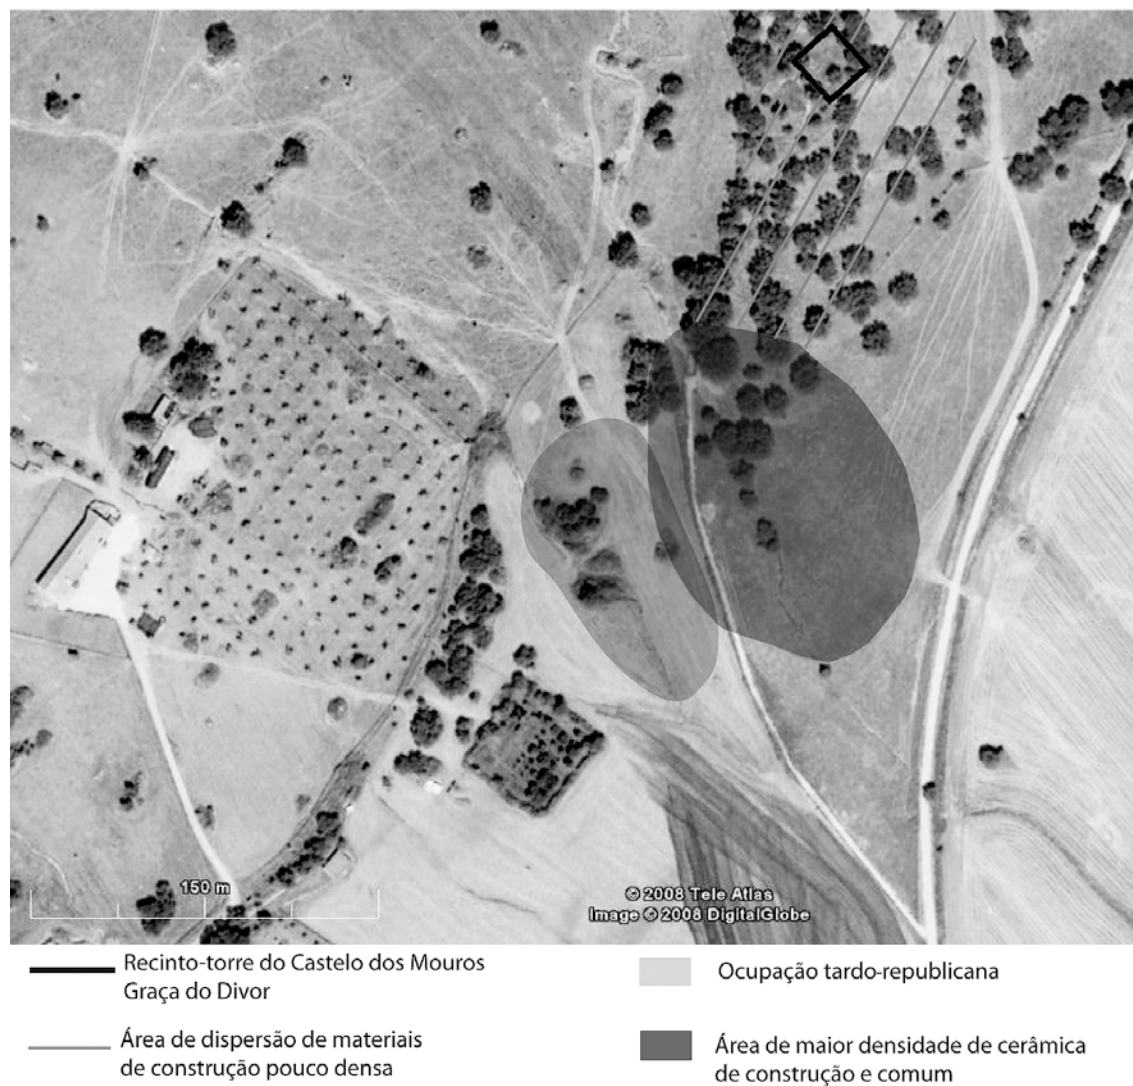 150 m
© 2008 Tele Atlas
Image © 2008 DigitalGlobe
Recinto-torre do Castelo dos Mouros
Graça do Divor
Área de dispersão de materiais
de construção pouco densa
Ocupação tardo-republicana
Área de maior densidade de cerâmica
de construção e comum